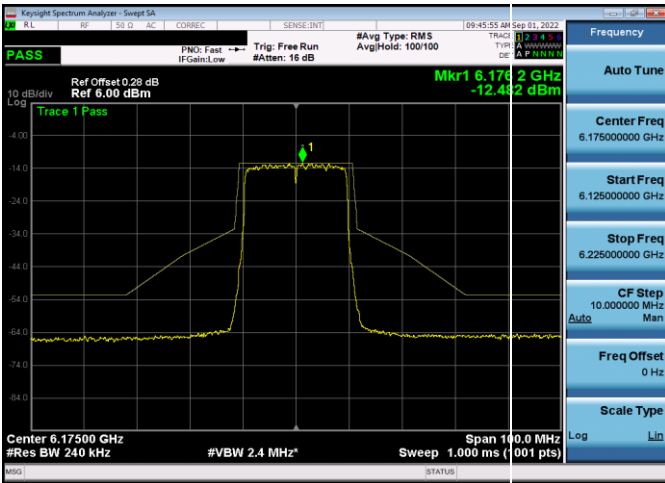 Keysight Spectrum Analyzer - Swept SA
RL RF 50 Ω AC CORREC SENSE:INT 09:45:55 AM Sep 01, 2022
PASS
PNO: Fast
IFGain:Low
Trig: Free Run
#Atten: 16 dB
#Avg Type: RMS
Avg|Hold: 100/100
TRAC 1 2 3 4 5 6
TYP A WWWWW
DE A P N N N N
Ref Offset 0.28 dB
10 dB/div Ref 6.00 dBm
Log
Mkr1 6.176 2 GHz
-12.482 dBm
Trace 1 Pass
1
-4.00
-14.0
-24.0
-34.0
-44.0
-54.0
-64.0
-74.0
-84.0
Center 6.17500 GHz Span 100.0 MHz
#Res BW 240 kHz #VBW 2.4 MHz* Sweep 1.000 ms (1001 pts)
MSG STATUS
Frequency
Auto Tune
Center Freq
6.175000000 GHz
Start Freq
6.125000000 GHz
Stop Freq
6.225000000 GHz
CF Step
10.000000 MHz
Auto Man
Freq Offset
0 Hz
Scale Type
Log Lin